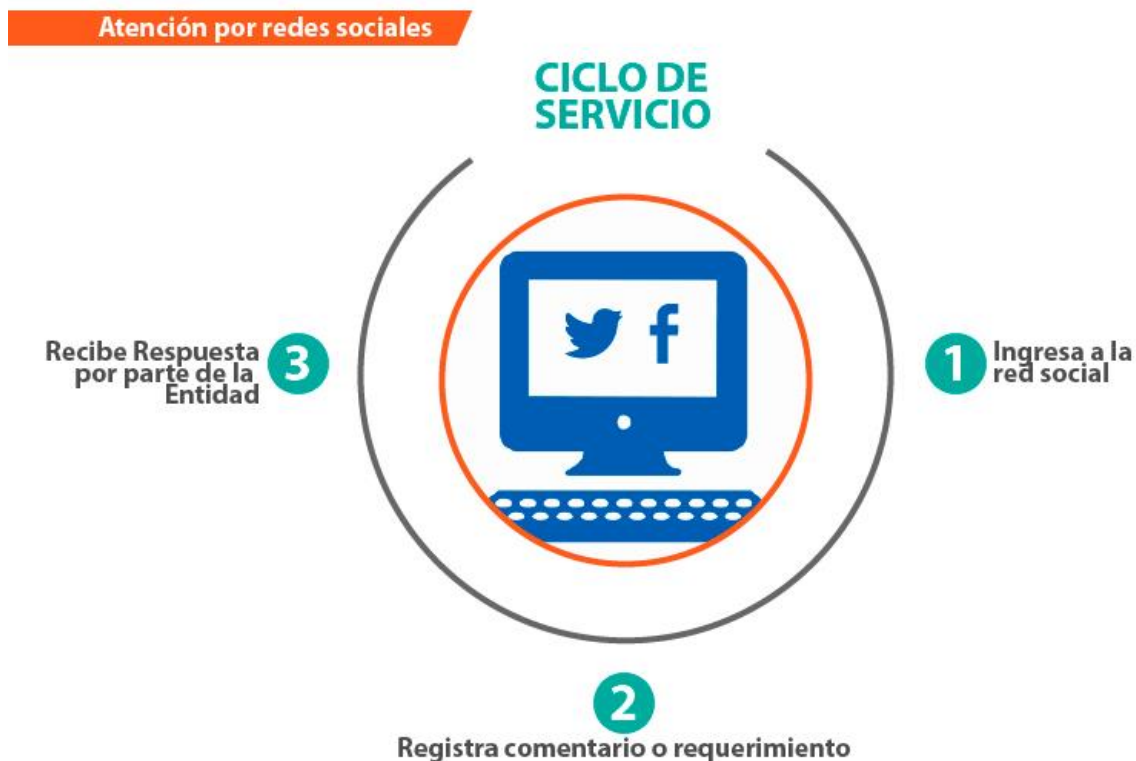 Atención por redes sociales
CICLO DE
SERVICIO
1
Ingresa a la
red social
2
Registra comentario o requerimiento
3
Recibe Respuesta
por parte de la
Entidad